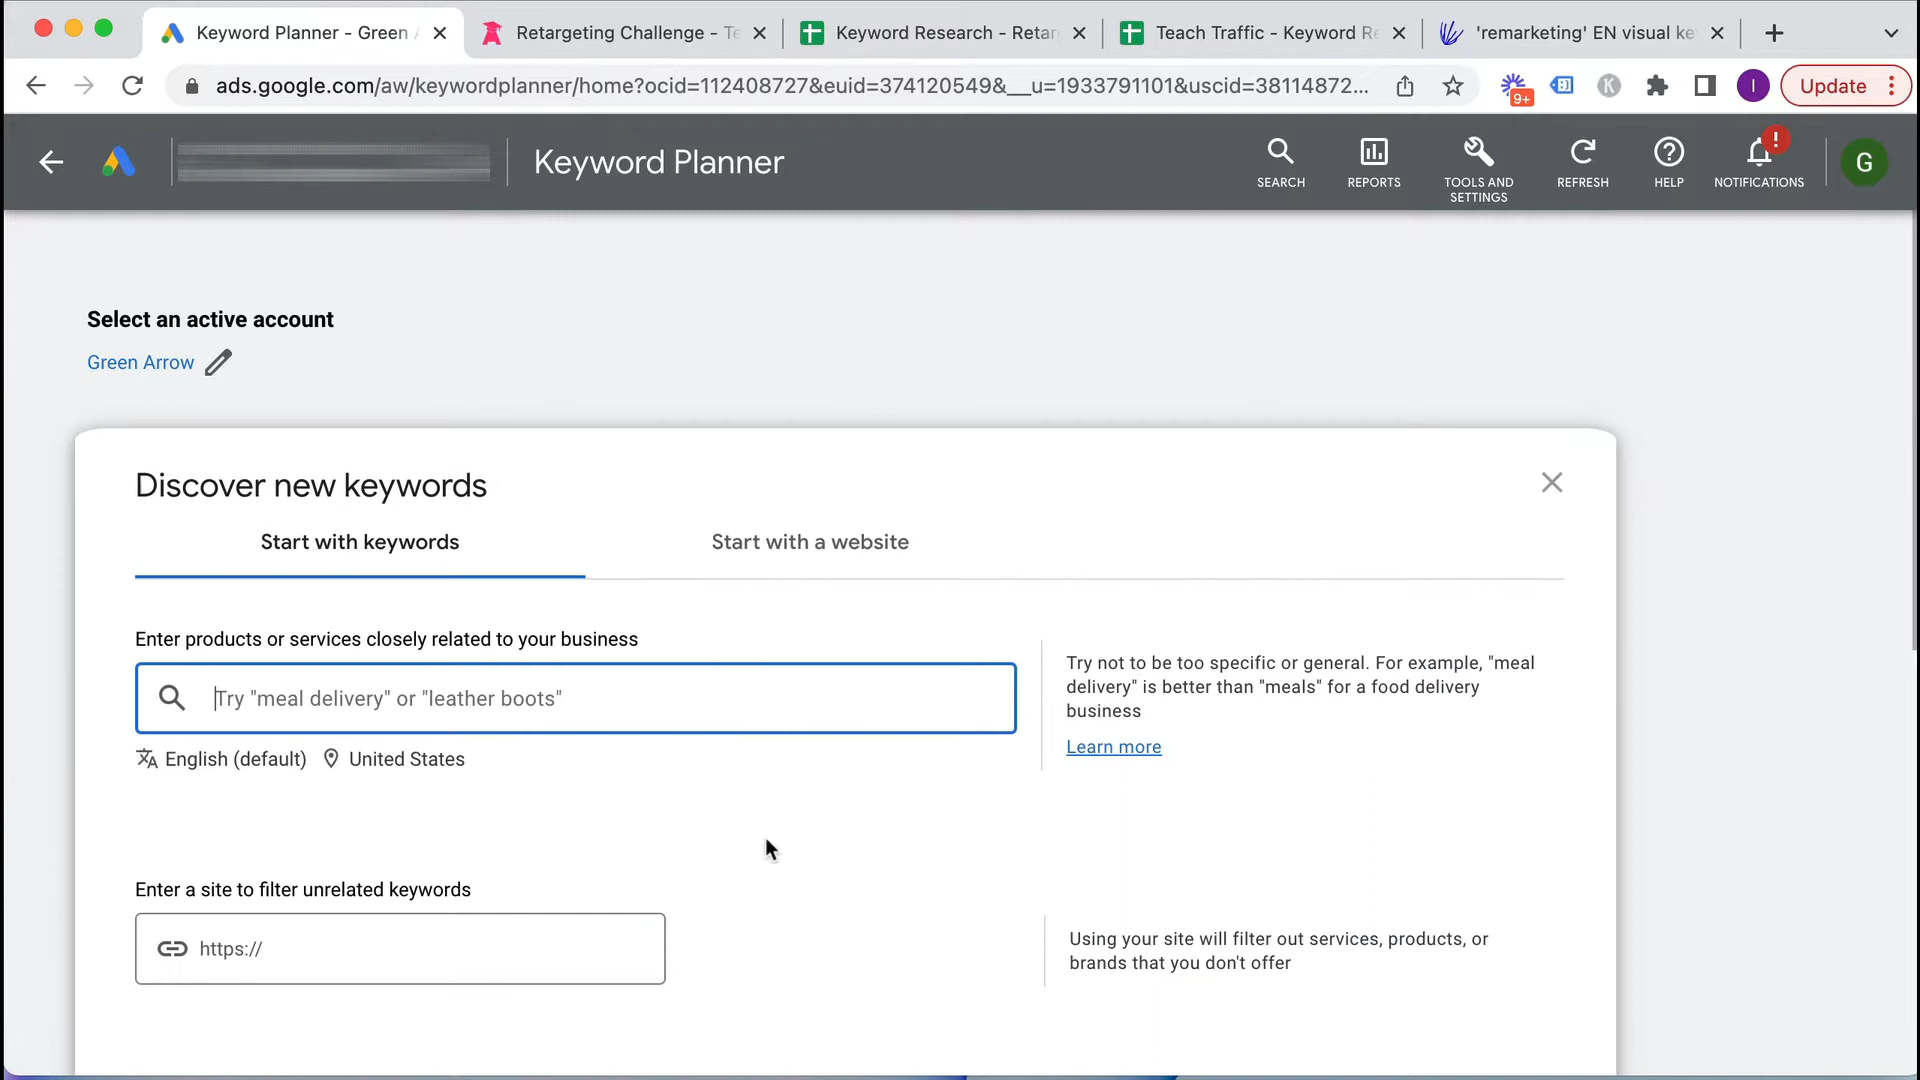 Keyword Planner - Green
Retargeting Challenge - Te
Keyword Research - Retar
Teach Traffic - Keyword Re
'remarketing' EN visual ke
ads.google.com/aw/keywordplanner/home?ocid=112408727&euid=374120549&__u=1933791101&uscid=38114872...
9+
K
I
Update
Keyword Planner
SEARCH
REPORTS
TOOLS AND
SETTINGS
REFRESH
HELP
!
NOTIFICATIONS
G
Select an active account
Green Arrow
Discover new keywords
Start with keywords
Start with a website
Enter products or services closely related to your business
Try "meal delivery" or "leather boots"
English (default)
United States
Try not to be too specific or general. For example, "meal
delivery" is better than "meals" for a food delivery
business
Learn more
Enter a site to filter unrelated keywords
https://
Using your site will filter out services, products, or
brands that you don't offer